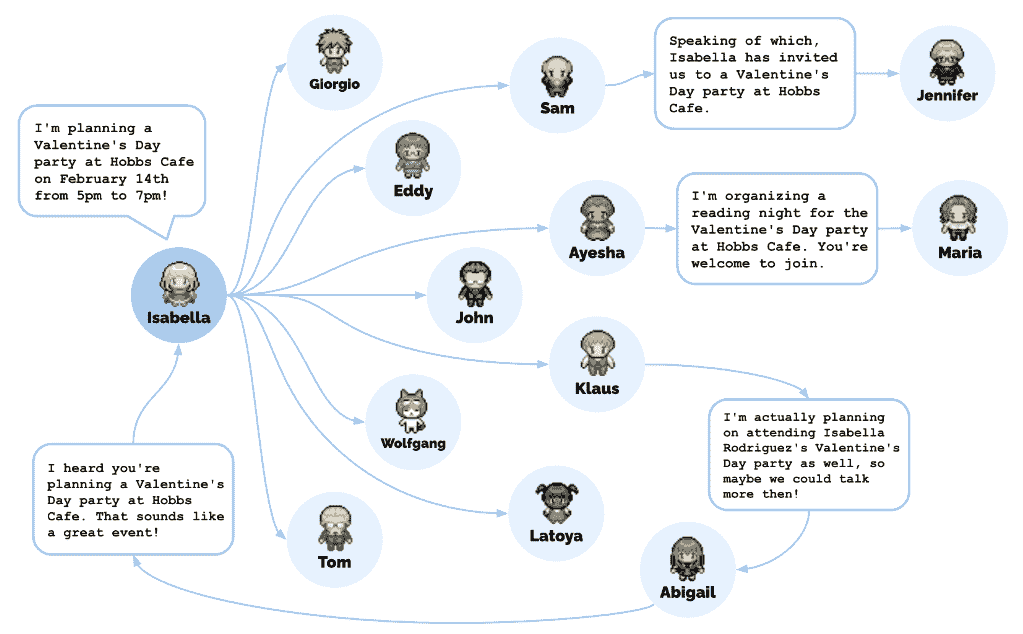 Giorgio
Speaking of which,
Isabella has invited
us to a Valentine's
Day party at Hobbs
Cafe.
Sam
Jennifer
I'm planning a
Valentine's Day
party at Hobbs Cafe
on February 14th
from 5pm to 7pm!
Eddy
I'm organizing a
reading night for the
Valentine's Day party
at Hobbs Cafe. You're
welcome to join.
Ayesha
Maria
Isabella
John
Klaus
I'm actually planning
on attending Isabella
Rodriguez's Valentine's
Day party as well, so
maybe we could talk
more then!
Wolfgang
I heard you're
planning a Valentine's
Day party at Hobbs
Cafe. That sounds like
a great event!
Tom
Latoya
Abigail